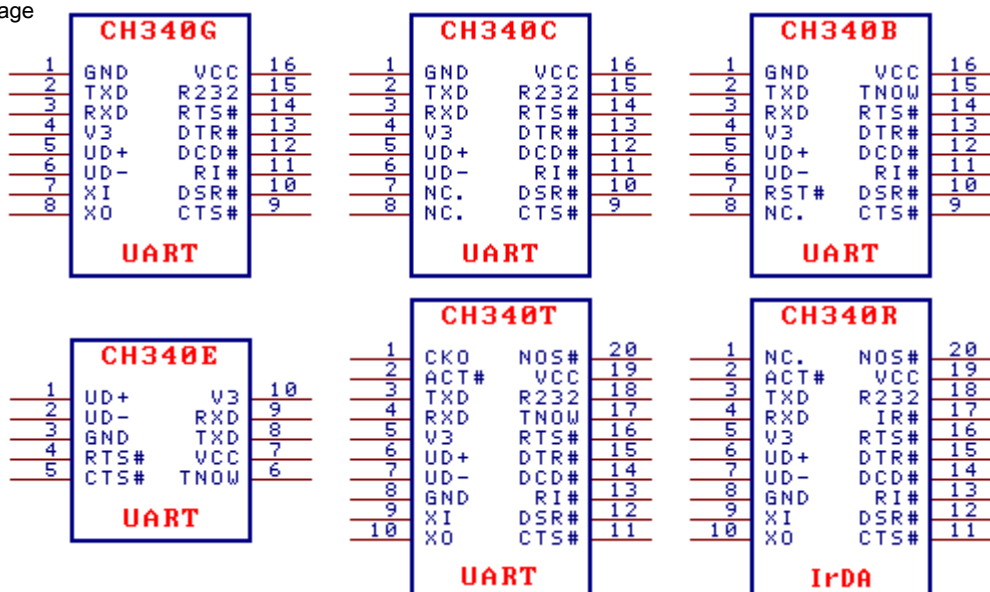 age
CH340G
1 GND VCC 16
2 TXD R232 15
3 RXD RTS# 14
4 V3 DTR# 13
5 UD+ DCD# 12
6 UD- RI# 11
7 XI DSR# 10
8 XO CTS# 9
UART
CH340C
1 GND VCC 16
2 TXD R232 15
3 RXD RTS# 14
4 V3 DTR# 13
5 UD+ DCD# 12
6 UD- RI# 11
7 NC. DSR# 10
8 NC. CTS# 9
UART
CH340B
1 GND VCC 16
2 TXD TNOW 15
3 RXD RTS# 14
4 V3 DTR# 13
5 UD+ DCD# 12
6 UD- RI# 11
7 RST# DSR# 10
8 NC. CTS# 9
UART
CH340E
1 UD+ V3 10
2 UD- RXD 9
3 GND TXD 8
4 RTS# VCC 7
5 CTS# TNOW 6
UART
CH340T
1 CKO NOS# 20
2 ACT# VCC 19
3 TXD R232 18
4 RXD TNOW 17
5 V3 RTS# 16
6 UD+ DTR# 15
7 UD- DCD# 14
8 GND RI# 13
9 XI DSR# 12
10 XO CTS# 11
UART
CH340R
1 NC. NOS# 20
2 ACT# VCC 19
3 TXD R232 18
4 RXD IR# 17
5 V3 RTS# 16
6 UD+ DTR# 15
7 UD- DCD# 14
8 GND RI# 13
9 XI DSR# 12
10 XO CTS# 11
IrDA